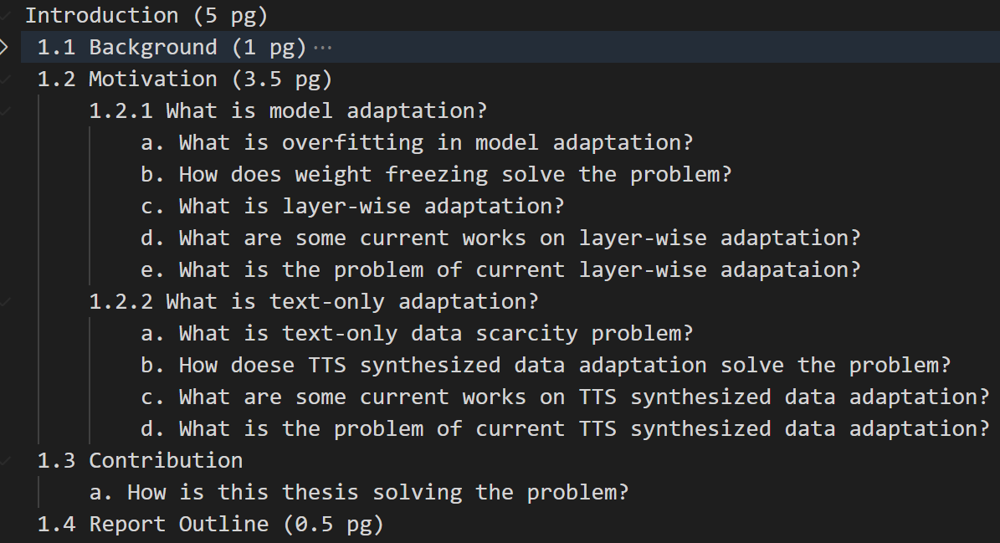 Introduction (5 pg)
1.1 Background (1 pg)···
1.2 Motivation (3.5 pg)
1.2.1 What is model adaptation?
a. What is overfitting in model adaptation?
b. How does weight freezing solve the problem?
c. What is layer-wise adaptation?
d. What are some current works on layer-wise adaptation?
e. What is the problem of current layer-wise adapataion?
1.2.2 What is text-only adaptation?
a. What is text-only data scarcity problem?
b. How doese TTS synthesized data adaptation solve the problem?
c. What are some current works on TTS synthesized data adaptation?
d. What is the problem of current TTS synthesized data adaptation?
1.3 Contribution
a. How is this thesis solving the problem?
1.4 Report Outline (0.5 pg)